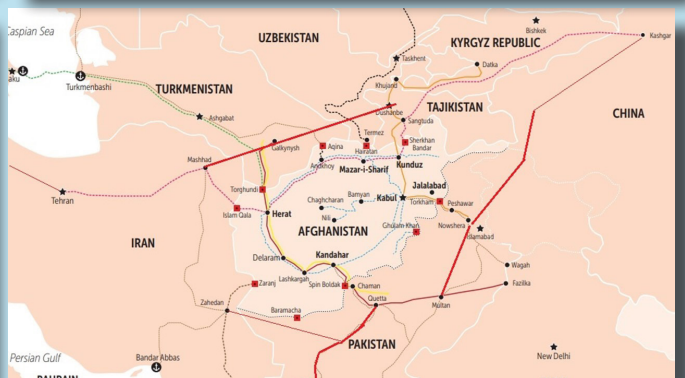 Caspian Sea
UZBEKISTAN
Bishkek
KYRGYZ REPUBLIC
Kashgar
Taskhent
Datka
Khujand
aku
Turkmenbashi
TURKMENISTAN
Dushanbe
TAJIKISTAN
CHINA
Ashgabat
Sangtuda
Termez
Galkynysh
Aqina
Hairatan
Sherkhan
Bandar
Mashhad
Andkhoy
Mazar-i-Sharif
Kunduz
Tehran
Torghundi
Jalalabad
Chaghcharan
Bamyan
Kabul
Torkham
Peshawar
Islam Qala
Herat
Nili
Nowshera
AFGHANISTAN
Ghulam Khan
Islamabad
IRAN
Delaram
Kandahar
Wagah
Lashkargah
Zaranj
Spin Boldak
Chaman
Fazilka
Quetta
Multan
Zahedan
Baramacha
PAKISTAN
New Delhi
Persian Gulf
Bandar Abbas
BAHRAIN